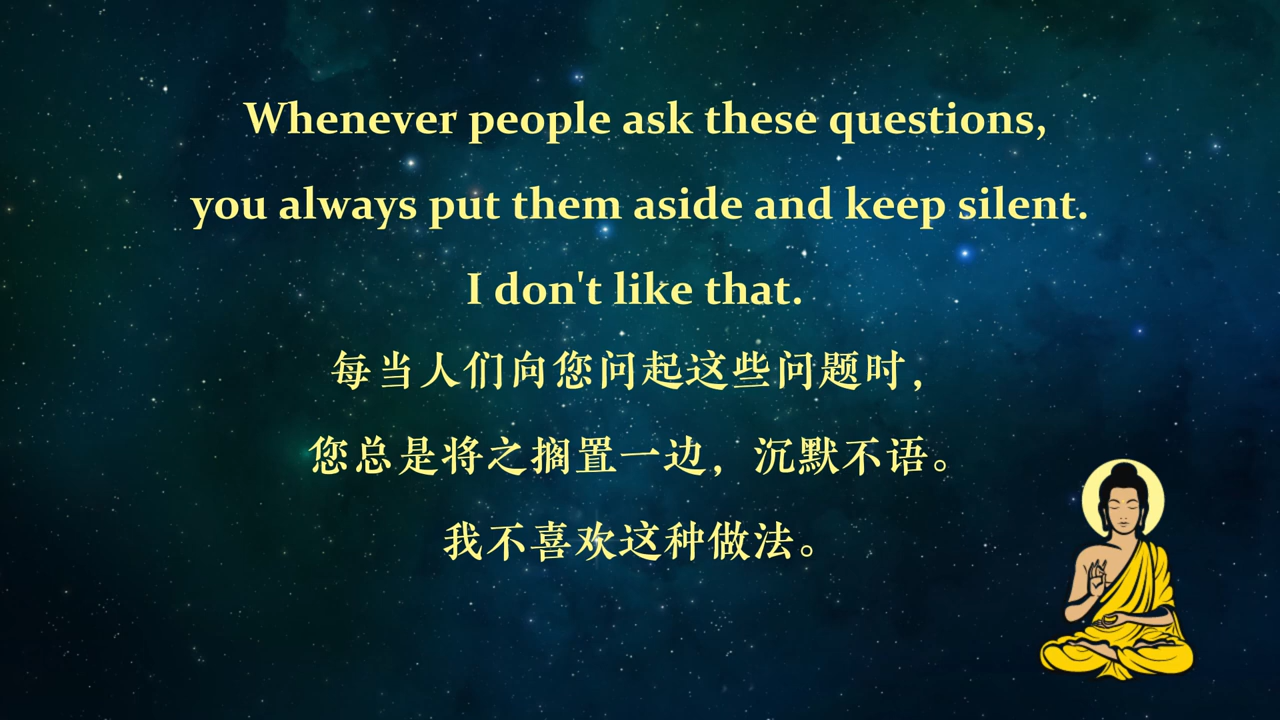 Whenever people ask these questions,
you always put them aside and keep silent.
I don't like that.
每当人们向您问起这些问题时，
您总是将之搁置一边，沉默不语。
我不喜欢这种做法。